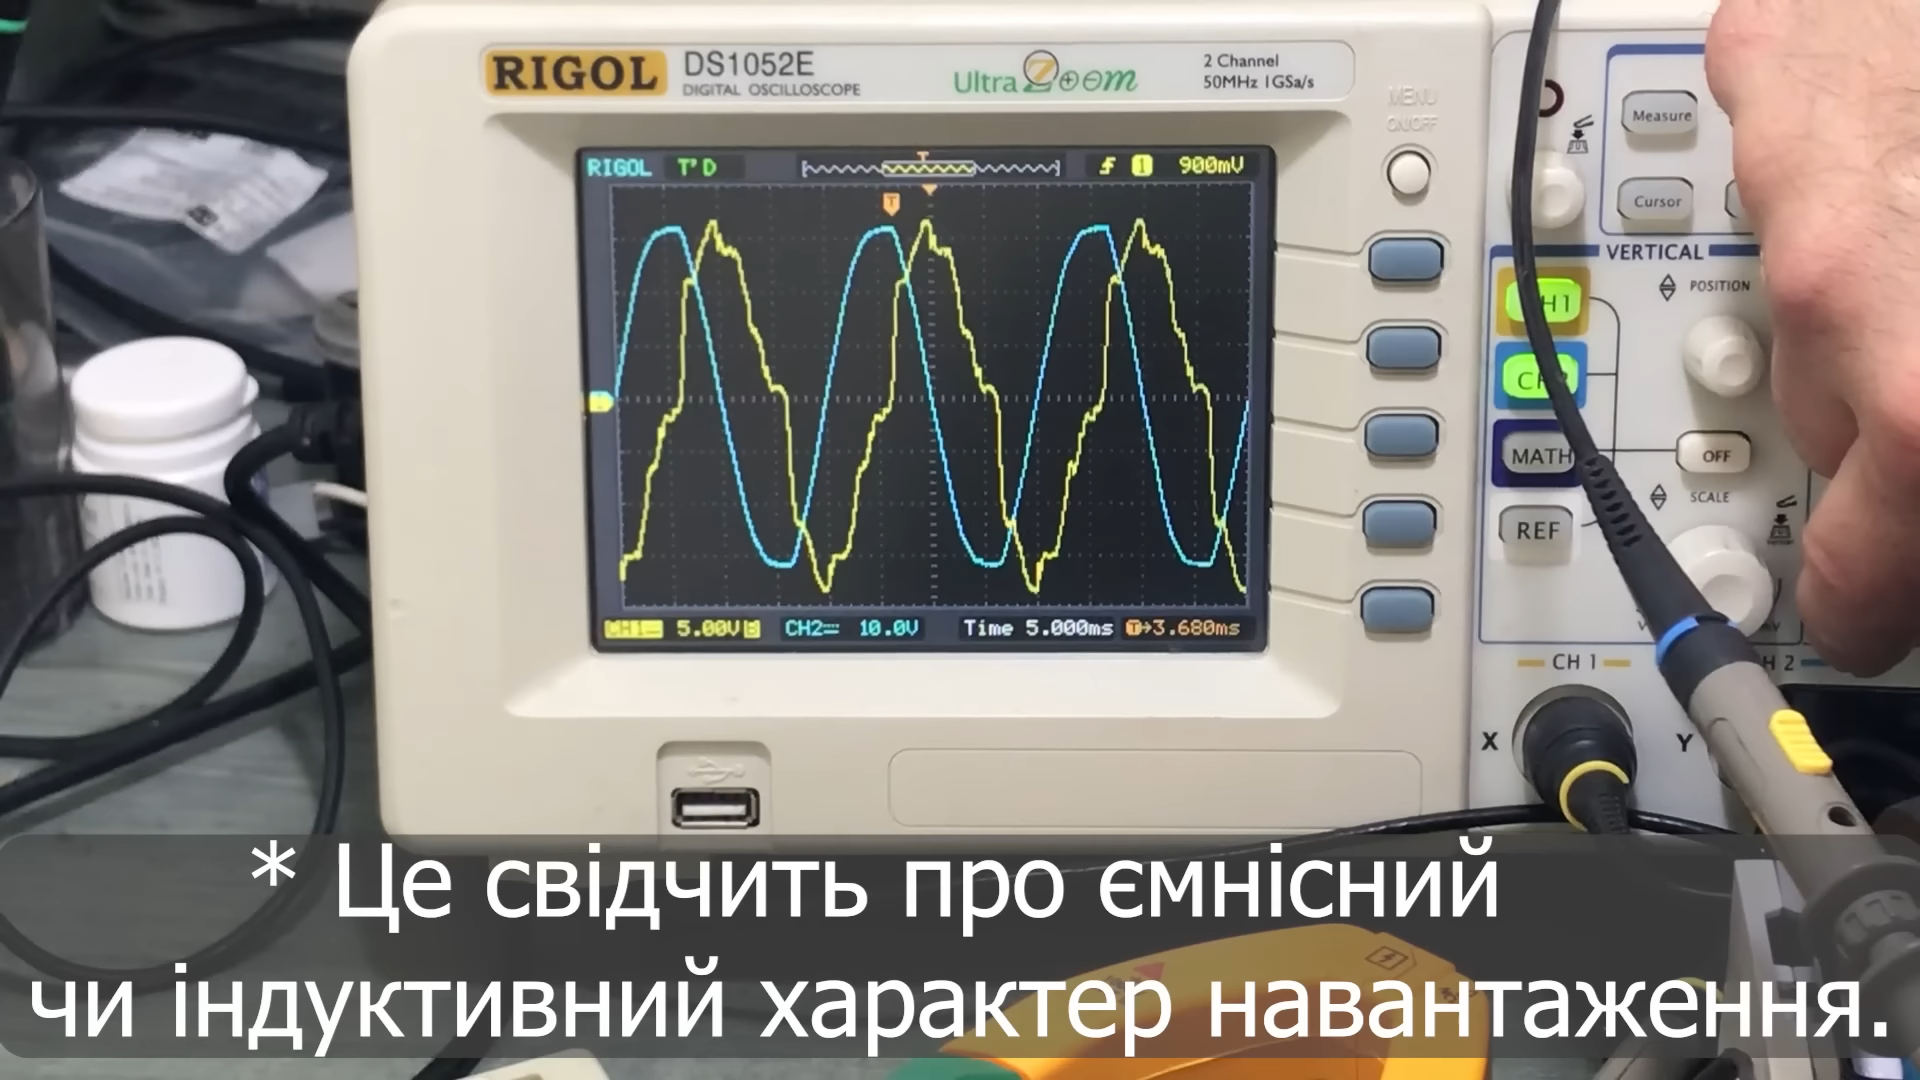 RIGOL DS1052E UltraZoom 2 Channel
DIGITAL OSCILLOSCOPE 50MHz 1GSa/s
MENU
ON/OFF
RIGOL T'D T 1 900mV
T
CH1 5.00V B CH2 10.0V Time 5.000ms T→3.680ms
Measure
Cursor
VERTICAL
POSITION
CH1
MATH
OFF
SCALE
REF
CH 1
X Y
* Це свідчить про ємнісний
чи індуктивний характер навантаження.